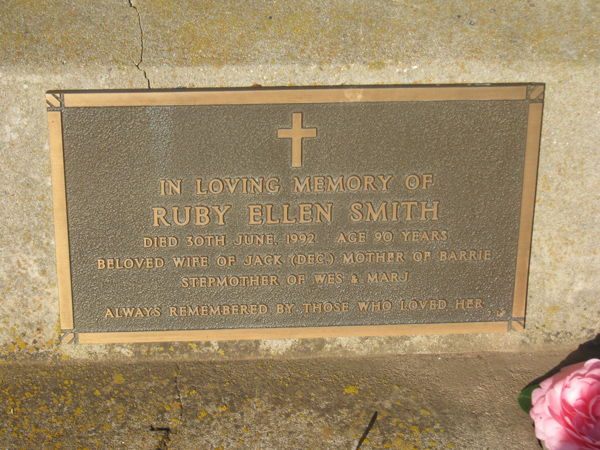 IN LOVING MEMORY OF
RUBY ELLEN SMITH
DIED 30TH JUNE, 1992 AGE 90 YEARS
BELOVED WIFE OF JACK (DEC.) MOTHER OF BARRIE
STEPMOTHER OF WES & MARJ
ALWAYS REMEMBERED BY THOSE WHO LOVED HER